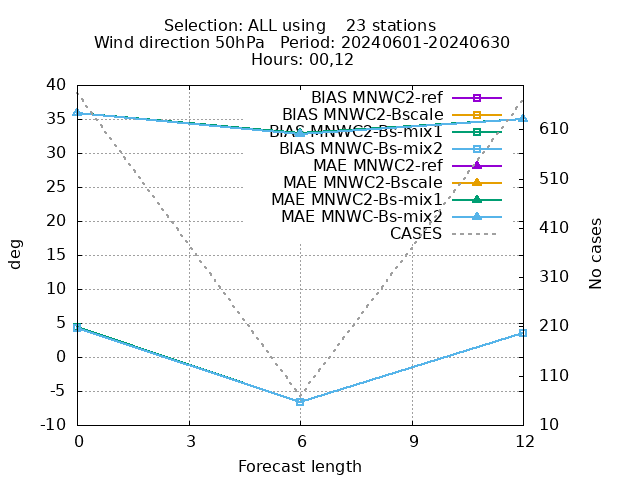 Selection: ALL using    23 stations
Wind direction 50hPa   Period: 20240601-20240630
Hours: 00,12
BIAS MNWC2-ref
BIAS MNWC2-Bscale
BIAS MNWC2-Bs-mix1
BIAS MNWC-Bs-mix2
MAE MNWC2-ref
MAE MNWC2-Bscale
MAE MNWC2-Bs-mix1
MAE MNWC-Bs-mix2
CASES
40
35
30
25
20
15
10
5
0
-5
-10
deg
610
510
410
310
210
110
10
No cases
0 3 6 9 12
Forecast length